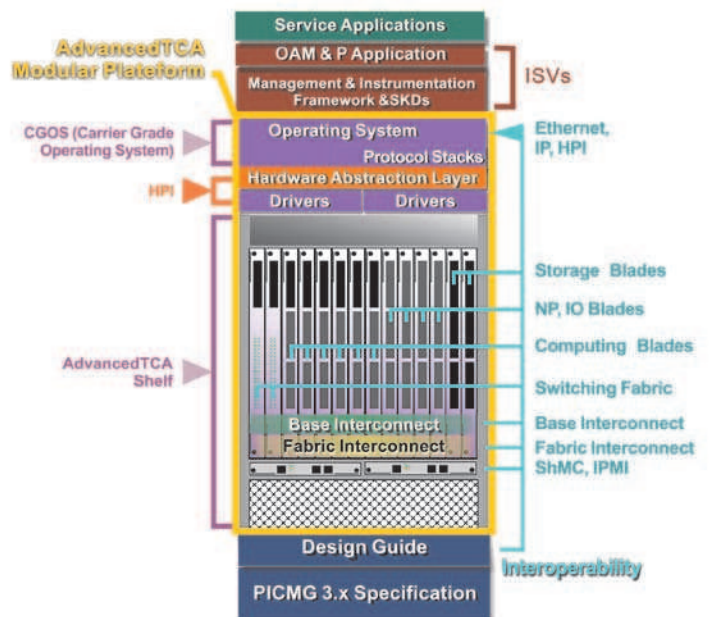 Service Applications
AdvancedTCA
Modular Plateform
OAM & P Application
Management & Instrumentation
Framework &SKDs
ISVs
CGOS (Carrier Grade
Operating System)
Operating System
Protocol Stacks
Ethernet,
IP, HPI
HPI
Hardware Abstraction Layer
Drivers
Drivers
Storage Blades
NP, IO Blades
Computing Blades
AdvancedTCA
Shelf
Switching Fabric
Base Interconnect
Base Interconnect
Fabric Interconnect
Fabric Interconnect
ShMC, IPMI
Design Guide
Interoperability
PICMG 3.x Specification